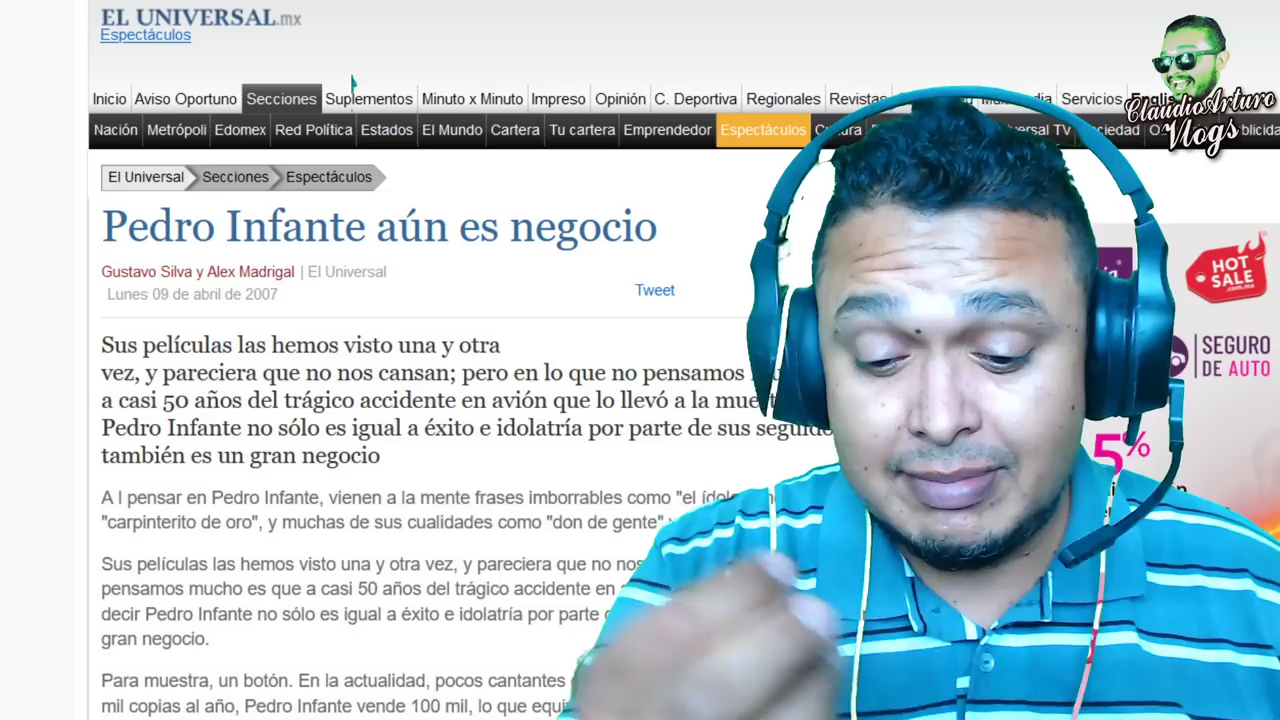 EL UNIVERSAL.mx
Espectáculos
Inicio Aviso Oportuno Secciones Suplementos Minuto x Minuto Impreso Opinión C. Deportiva Regionales Revistas Servicios
Nación Metrópoli Edomex Red Política Estados El Mundo Cartera Tu cartera Emprendedor Espectáculos TV
ClaudioArturo
Vlogs
El Universal Secciones Espectáculos
Pedro Infante aún es negocio
Gustavo Silva y Alex Madrigal | El Universal
Lunes 09 de abril de 2007
Tweet
HOT
SALE
.com.mx
SEGURO
DE AUTO
5%
Sus películas las hemos visto una y otra
vez, y pareciera que no nos cansan; pero en lo que no pensamos
a casi 50 años del trágico accidente en avión que lo llevó a la
Pedro Infante no sólo es igual a éxito e idolatría por parte de sus
también es un gran negocio
A l pensar en Pedro Infante, vienen a la mente frases imborrables como "el
"carpinterito de oro", y muchas de sus cualidades como "don de gente"
Sus películas las hemos visto una y otra vez, y pareciera que no
pensamos mucho es que a casi 50 años del trágico accidente en
decir Pedro Infante no sólo es igual a éxito e idolatría por parte
gran negocio.
Para muestra, un botón. En la actualidad, pocos cantantes
mil copias al año, Pedro Infante vende 100 mil, lo que